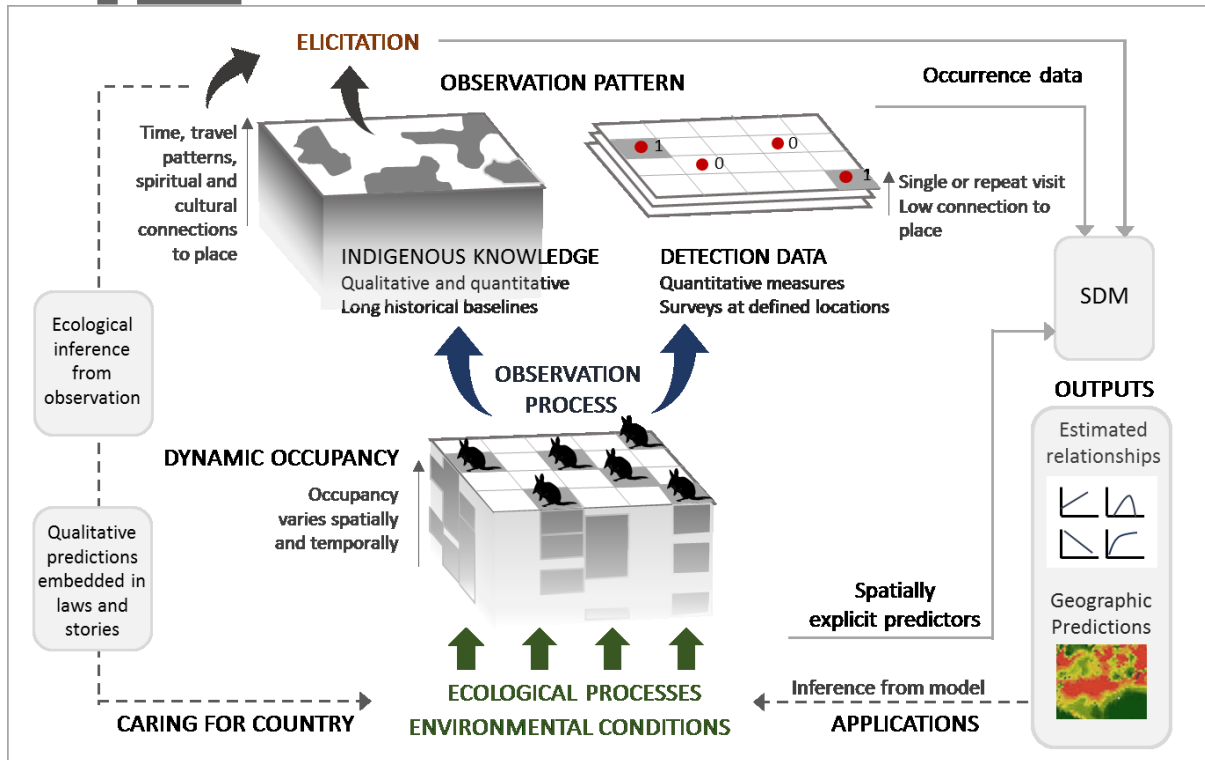 ELICITATION
OBSERVATION PATTERN
Occurrence data
Time, travel
patterns,
spiritual and
cultural
connections
to place
1
0
0
1
Single or repeat visit
Low connection to
place
INDIGENOUS KNOWLEDGE
Qualitative and quantitative
Long historical baselines
DETECTION DATA
Quantitative measures
Surveys at defined locations
SDM
Ecological
inference
from
observation
OBSERVATION
PROCESS
OUTPUTS
Estimated
relationships
DYNAMIC OCCUPANCY
Occupancy
varies spatially
and temporally
Qualitative
predictions
embedded in
laws and
stories
Spatially
explicit predictors
Geographic
Predictions
ECOLOGICAL PROCESSES
ENVIRONMENTAL CONDITIONS
Inference from model
CARING FOR COUNTRY
APPLICATIONS